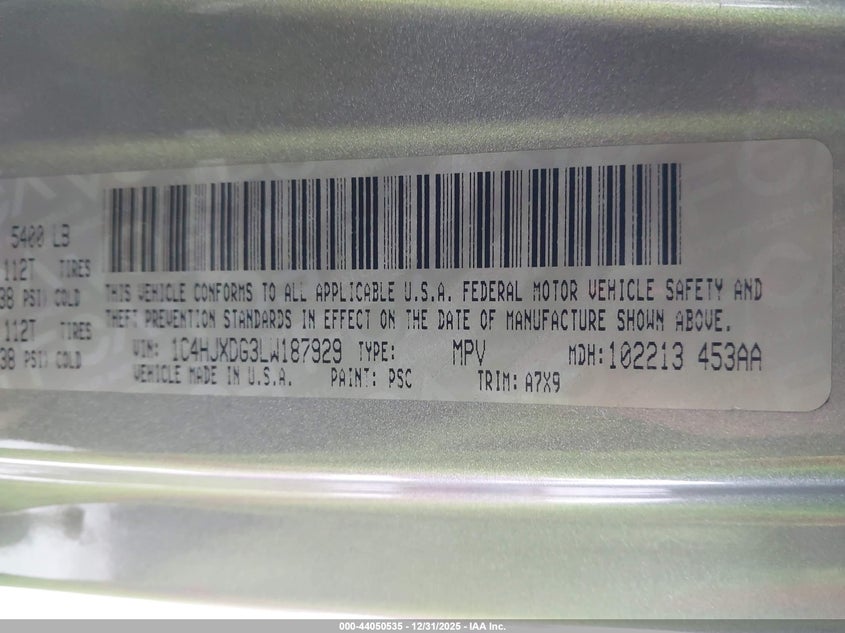 5400 LB
112T TIRES
38 PSI) COLD
112T TIRES
38 PSI) COLD
THIS VEHICLE CONFORMS TO ALL APPLICABLE U.S.A. FEDERAL MOTOR VEHICLE SAFETY AND
THEFT PREVENTION STANDARDS IN EFFECT ON THE DATE OF MANUFACTURE SHOWN ABOVE.
VIN: 1C4HJXDG3LW187929 TYPE: MPV MDH:102213 453AA
VEHICLE MADE IN U.S.A. PAINT: PSC TRIM: A7X9
000-44050535 - 12/31/2025 - IAA Inc.